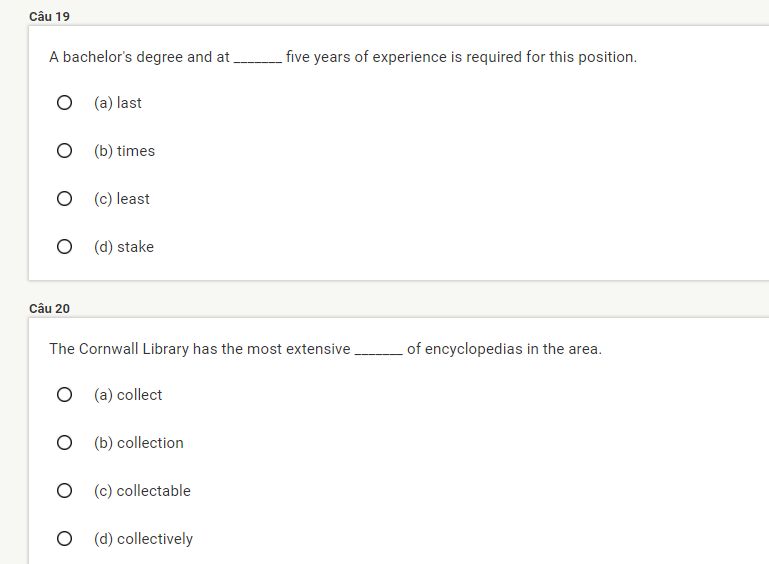 Câu 19
A bachelor's degree and at _______ five years of experience is required for this position.
(a) last
(b) times
(c) least
(d) stake
Câu 20
The Cornwall Library has the most extensive _______ of encyclopedias in the area.
(a) collect
(b) collection
(c) collectable
(d) collectively